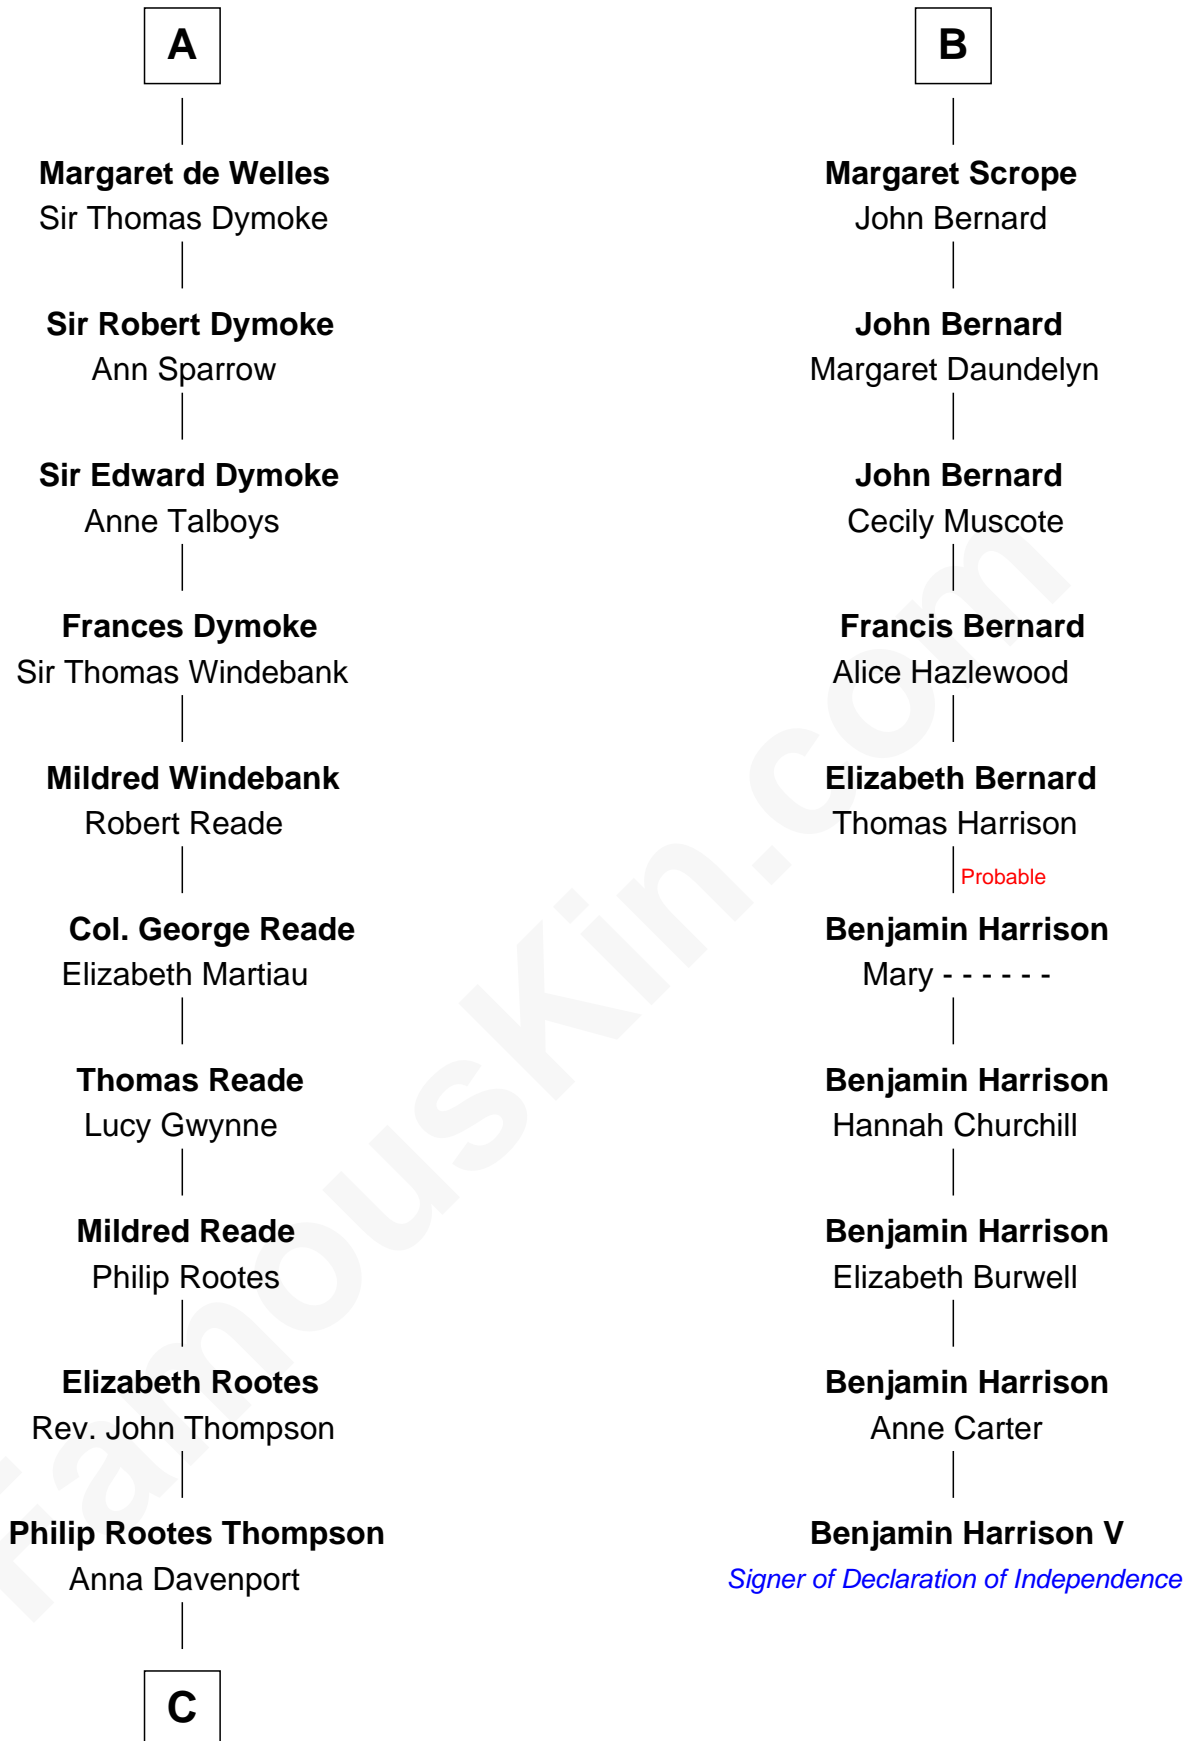 A
Margaret de Welles
Sir Thomas Dymoke
Sir Robert Dymoke
Ann Sparrow
Sir Edward Dymoke
Anne Talboys
Frances Dymoke
Sir Thomas Windebank
Mildred Windebank
Robert Reade
Col. George Reade
Elizabeth Martiau
Thomas Reade
Lucy Gwynne
Mildred Reade
Philip Rootes
Elizabeth Rootes
Rev. John Thompson
Philip Rootes Thompson
Anna Davenport
C
B
Margaret Scrope
John Bernard
John Bernard
Margaret Daundelyn
John Bernard
Cecily Muscote
Francis Bernard
Alice Hazlewood
Elizabeth Bernard
Thomas Harrison
Probable
Benjamin Harrison
Mary - - - - - -
Benjamin Harrison
Hannah Churchill
Benjamin Harrison
Elizabeth Burwell
Benjamin Harrison
Anne Carter
Benjamin Harrison V
Signer of Declaration of Independence
FamousKin.com